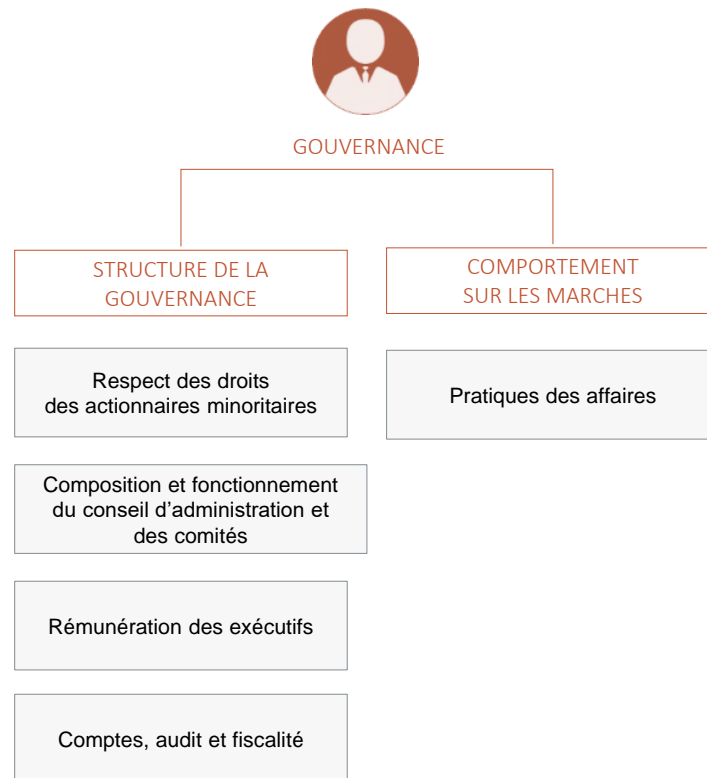 GOUVERNANCE
STRUCTURE DE LA
GOUVERNANCE
Respect des droits
des actionnaires minoritaires
Composition et fonctionnement
du conseil d’administration et
des comités
Rémunération des exécutifs
Comptes, audit et fiscalité
COMPORTEMENT
SUR LES MARCHES
Pratiques des affaires